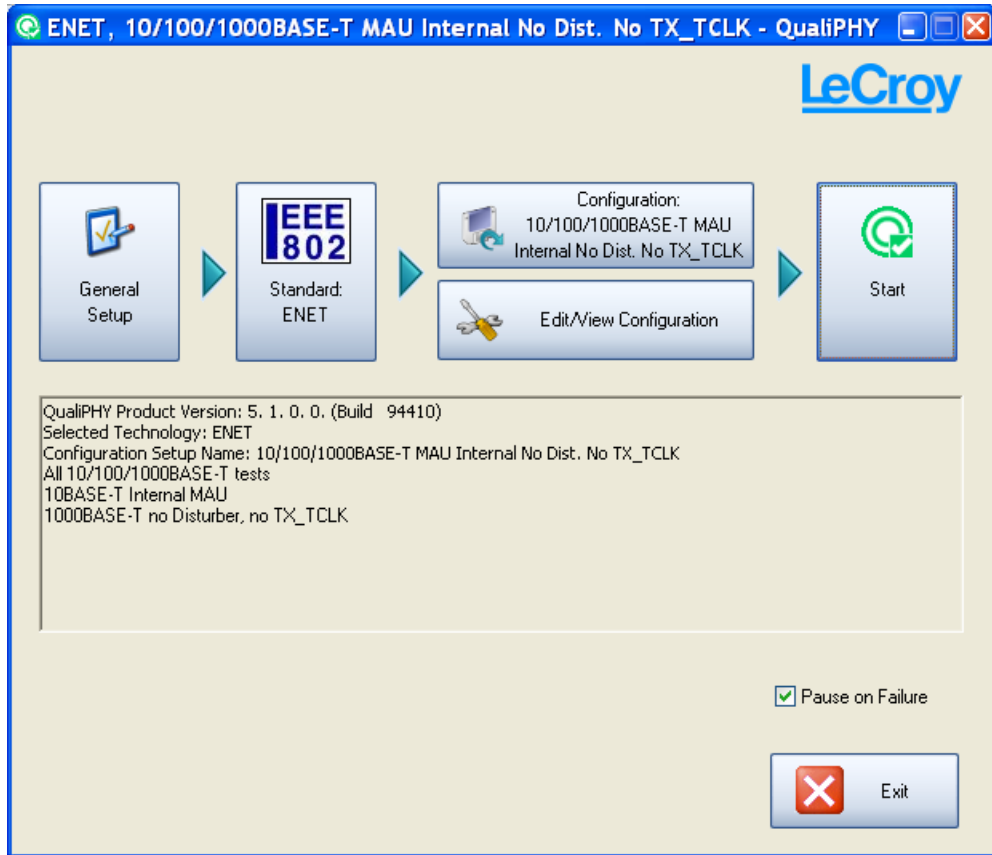 ENET, 10/100/1000BASE-T MAU Internal No Dist. No TX_TCLK - QualiPHY
LeCroy
General
Setup
IEEE
802
Standard:
ENET
Configuration:
10/100/1000BASE-T MAU
Internal No Dist. No TX_TCLK
Edit/View Configuration
Start
QualiPHY Product Version: 5. 1. 0. 0. (Build  94410)
Selected Technology: ENET
Configuration Setup Name: 10/100/1000BASE-T MAU Internal No Dist. No TX_TCLK
All 10/100/1000BASE-T tests
10BASE-T Internal MAU
1000BASE-T no Disturber, no TX_TCLK
Pause on Failure
Exit